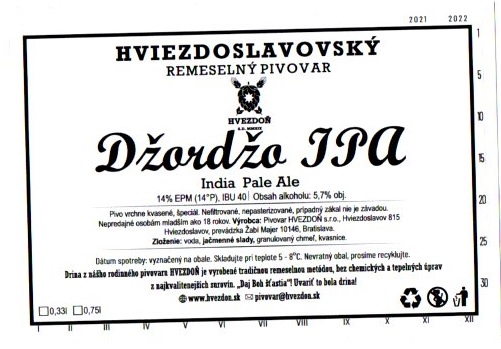 2021 2022
HVIEZDOSLAVOVSKÝ
REMESELNÝ PIVOVAR
HVEZDOŇ
A.D. MMXIX
Džordžo IPA
India Pale Ale
14% EPM (14°P), IBU 40 | Obsah alkoholu: 5,7% obj.
Pivo vrchne kvasené, špeciál. Nefiltrované, nepasterizované, prípadný zákal nie je závadou.
Nepredajné osobám mladším ako 18 rokov. Výrobca: Pivovar HVEZDOŇ s.r.o., Hviezdoslavov 815
Hviezdoslavov, prevádzka Žabí Majer 10146, Bratislava.
Zloženie: voda, jačmenné slady, granulovaný chmeľ, kvasnice.
Dátum spotreby: vyznačený na obale. Skladujte pri teplote 5 - 8°C. Nevratný obal, prosíme recyklujte.
Drina z nášho rodinného pivovaru HVEZDOŇ je vyrobené tradičnou remeselnou metódou, bez chemických a tepelných úprav
z najkvalitenejších surovín. „Daj Boh šťastia"! Uvariť to bola drina!
www.hvezdon.sk pivovar@hvezdon.sk
0,33l 0,75l
1
5
10
15
20
25
30
I II III IV V VI VII VIII IX X XI XII